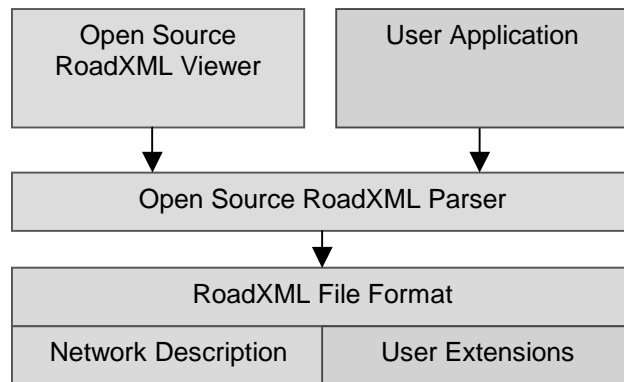 Open Source
RoadXML Viewer
User Application
Open Source RoadXML Parser
RoadXML File Format
Network Description
User Extensions